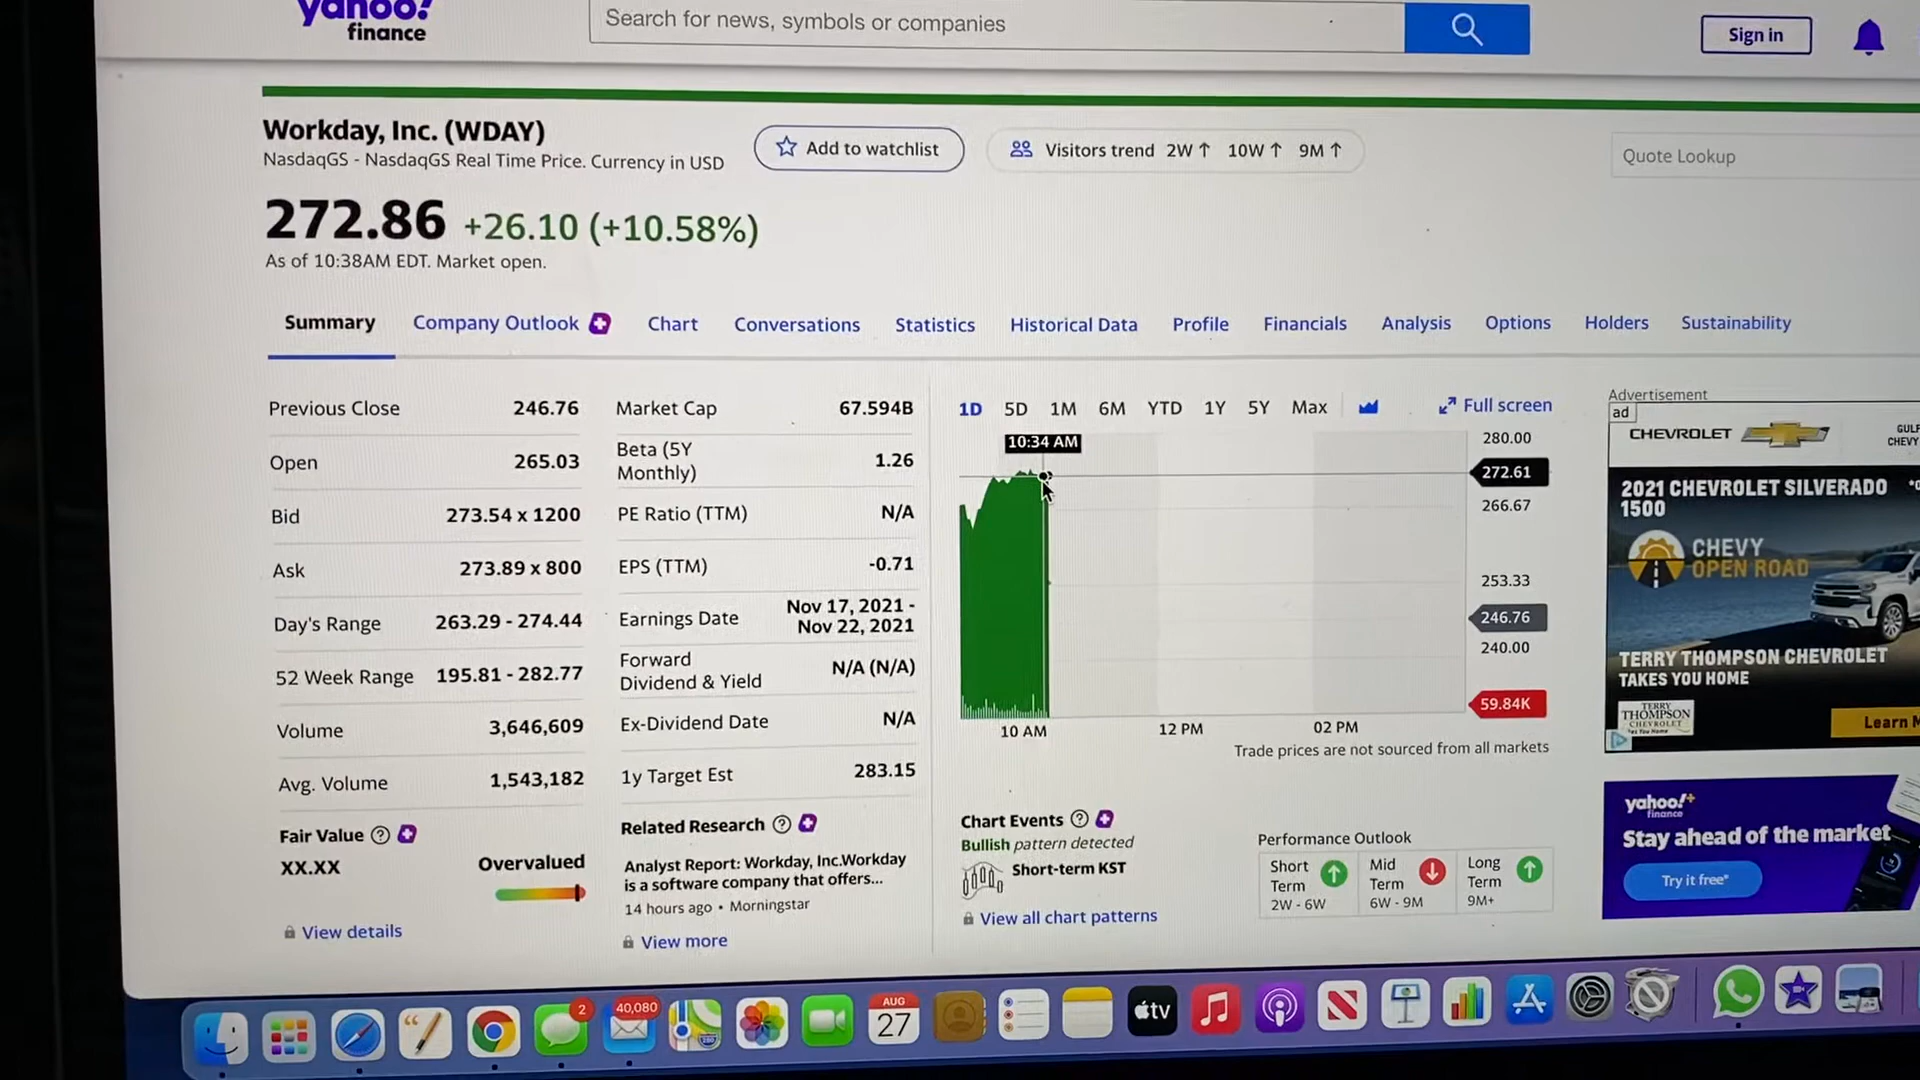 yahoo!
finance
Search for news, symbols or companies
Sign in
Workday, Inc. (WDAY)
NasdaqGS - NasdaqGS Real Time Price. Currency in USD
Add to watchlist
Visitors trend 2W↑ 10W↑ 9M↑
Quote Lookup
272.86 +26.10 (+10.58%)
As of 10:38AM EDT. Market open.
Summary Company Outlook Chart Conversations Statistics Historical Data Profile Financials Analysis Options Holders Sustainability
Previous Close 246.76
Open 265.03
Bid 273.54 x 1200
Ask 273.89 x 800
Day's Range 263.29 - 274.44
52 Week Range 195.81 - 282.77
Volume 3,646,609
Avg. Volume 1,543,182
Market Cap 67.594B
Beta (5Y
Monthly) 1.26
PE Ratio (TTM) N/A
EPS (TTM) -0.71
Earnings Date Nov 17, 2021 -
Nov 22, 2021
Forward
Dividend & Yield N/A (N/A)
Ex-Dividend Date N/A
1y Target Est 283.15
1D 5D 1M 6M YTD 1Y 5Y Max Full screen
10:34 AM
280.00
272.61
266.67
253.33
246.76
240.00
59.84K
10 AM 12 PM 02 PM
Trade prices are not sourced from all markets
Fair Value
XX.XX Overvalued
View details
Related Research
Analyst Report: Workday, Inc.Workday
is a software company that offers...
14 hours ago • Morningstar
View more
Chart Events
Bullish pattern detected
Short-term KST
View all chart patterns
Performance Outlook
Short
Term
2W - 6W
Mid
Term
6W - 9M
Long
Term
9M+
Advertisement
ad
CHEVROLET
GULF
CHEVY
2021 CHEVROLET SILVERADO
1500
CHEVY
OPEN ROAD
TERRY THOMPSON CHEVROLET
TAKES YOU HOME
TERRY
THOMPSON
CHEVROLET
Learn M
yahoo!+
finance
Stay ahead of the market
Try it free*
2
40,080
AUG
27
280
tv